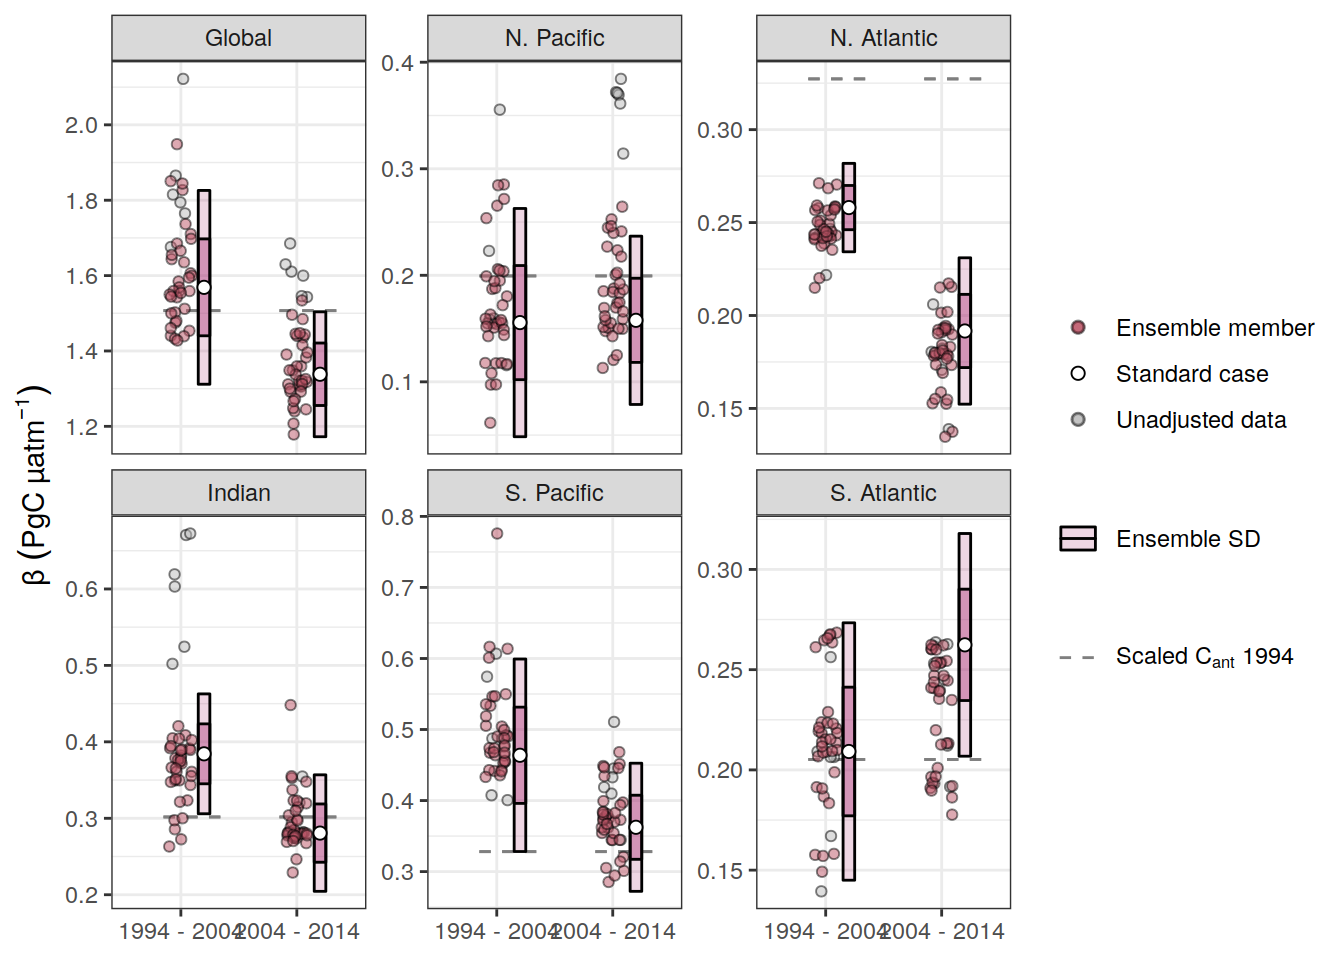 Global
N. Pacific
N. Atlantic
2.0
1.8
1.6
1.4
1.2
0.4
0.3
0.2
0.1
0.30
0.25
0.20
0.15
Indian
S. Pacific
S. Atlantic
0.6
0.5
0.4
0.3
0.2
0.8
0.7
0.6
0.5
0.4
0.3
0.30
0.25
0.20
0.15
1994 - 2004
2004 - 2014
1994 - 2004
2004 - 2014
1994 - 2004
2004 - 2014
β (PgC µatm⁻¹)
Ensemble member
Standard case
Unadjusted data
Ensemble SD
Scaled Cant 1994